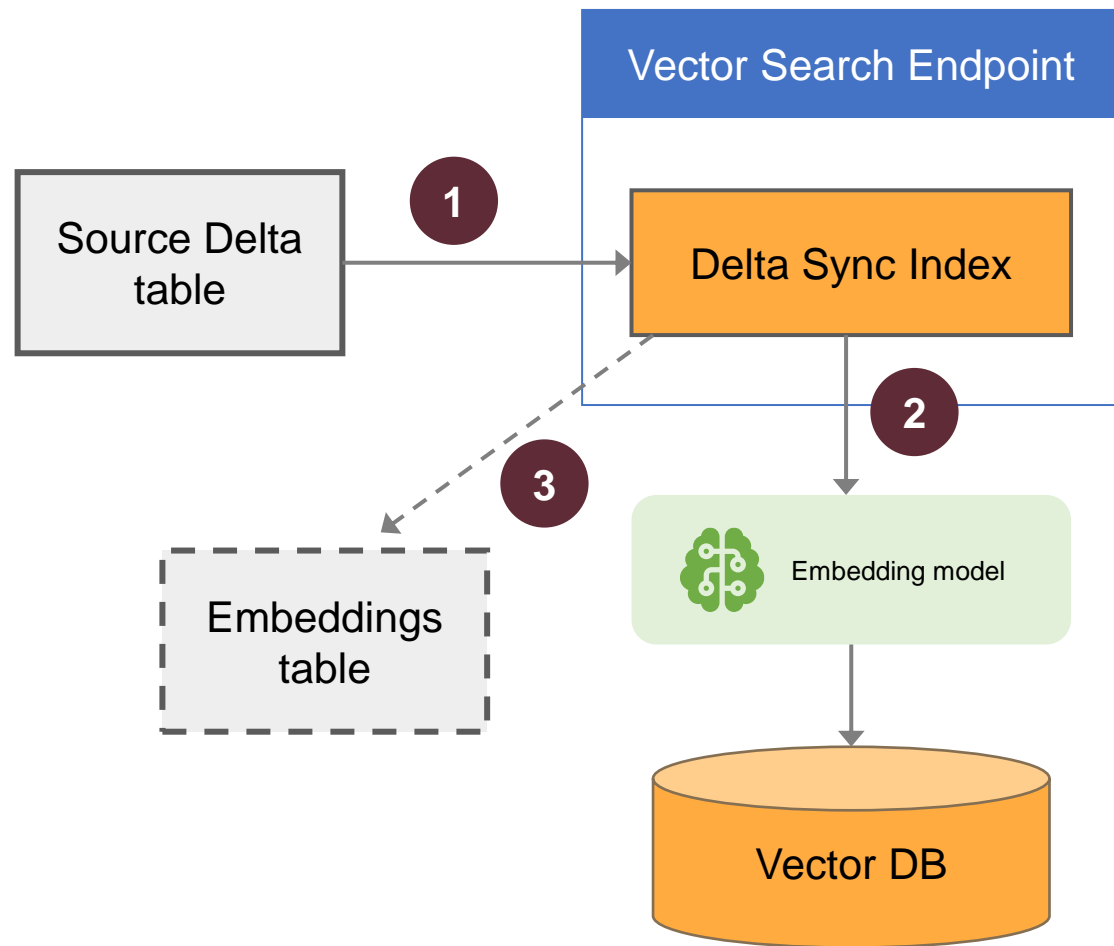 Vector Search Endpoint
1
Source Delta
table
Delta Sync Index
2
3
Embedding model
Embeddings
table
Vector DB